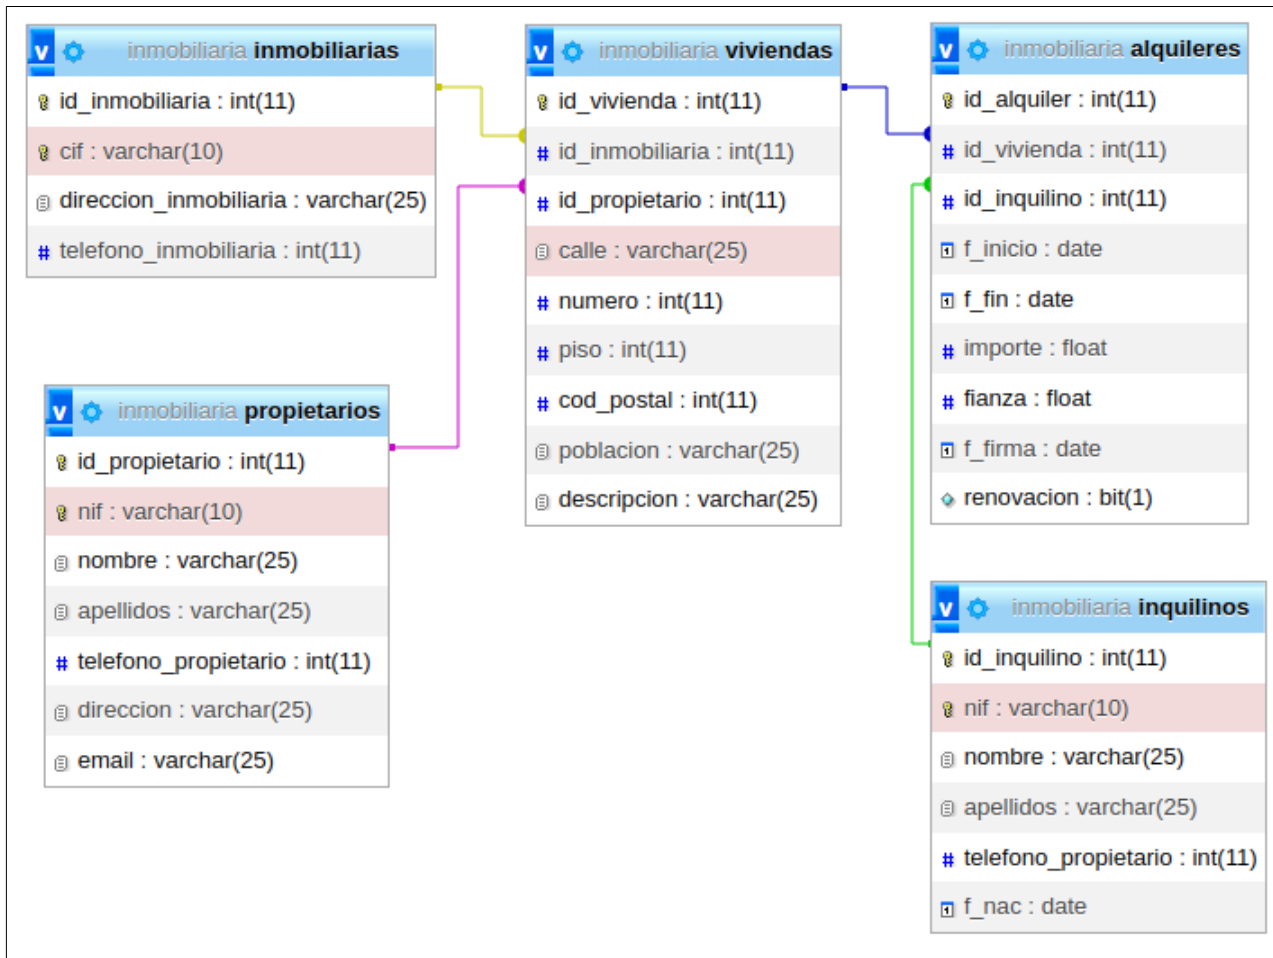 v inmobiliaria inmobiliarias
id_inmobiliaria : int(11)
cif : varchar(10)
direccion_inmobiliaria : varchar(25)
# telefono_inmobiliaria : int(11)
v inmobiliaria propietarios
id_propietario : int(11)
nif : varchar(10)
nombre : varchar(25)
apellidos : varchar(25)
# telefono_propietario : int(11)
direccion : varchar(25)
email : varchar(25)
v inmobiliaria viviendas
id_vivienda : int(11)
# id_inmobiliaria : int(11)
# id_propietario : int(11)
calle : varchar(25)
# numero : int(11)
# piso : int(11)
# cod_postal : int(11)
poblacion : varchar(25)
descripcion : varchar(25)
v inmobiliaria alquileres
id_alquiler : int(11)
# id_vivienda : int(11)
# id_inquilino : int(11)
f_inicio : date
f_fin : date
# importe : float
# fianza : float
f_firma : date
renovacion : bit(1)
v inmobiliaria inquilinos
id_inquilino : int(11)
nif : varchar(10)
nombre : varchar(25)
apellidos : varchar(25)
# telefono_propietario : int(11)
f_nac : date